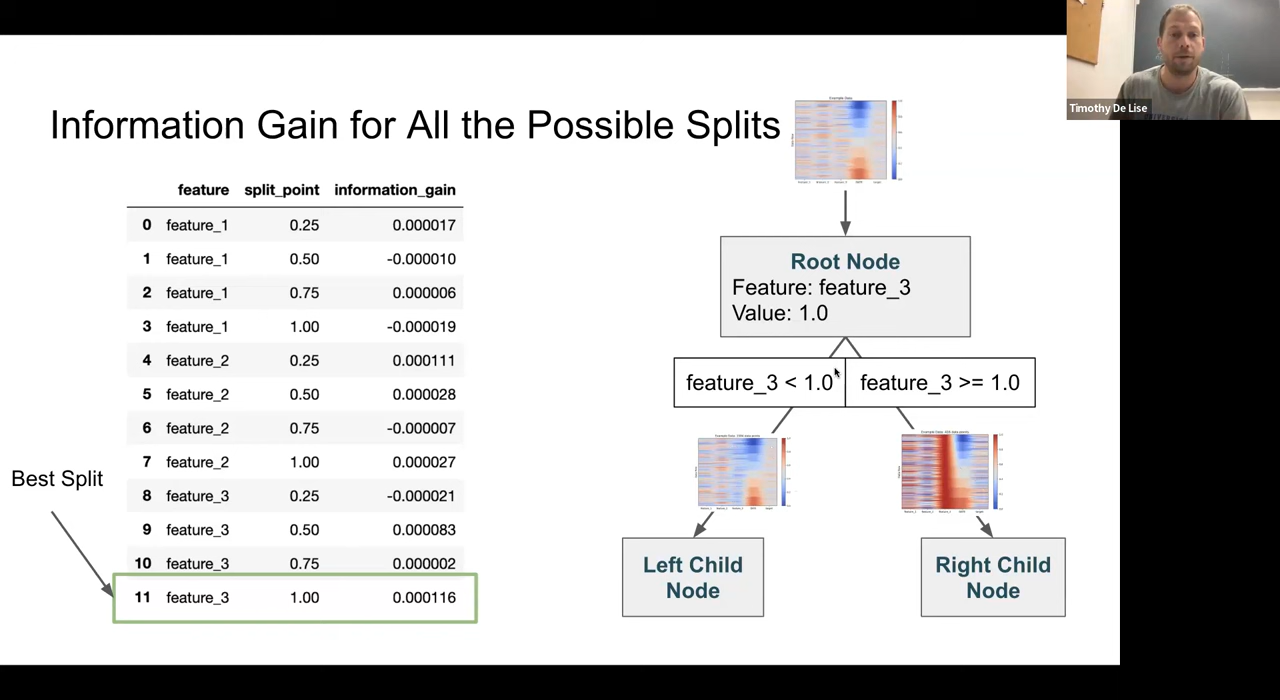 Timothy De Lise
Information Gain for All the Possible Splits
feature split_point information_gain
0 feature_1 0.25 0.000017
1 feature_1 0.50 -0.000010
2 feature_1 0.75 0.000006
3 feature_1 1.00 -0.000019
4 feature_2 0.25 0.000111
5 feature_2 0.50 0.000028
6 feature_2 0.75 -0.000007
7 feature_2 1.00 0.000027
8 feature_3 0.25 -0.000021
9 feature_3 0.50 0.000083
10 feature_3 0.75 0.000002
11 feature_3 1.00 0.000116
Best Split
Root Node
Feature: feature_3
Value: 1.0
feature_3 < 1.0
feature_3 >= 1.0
Left Child
Node
Right Child
Node